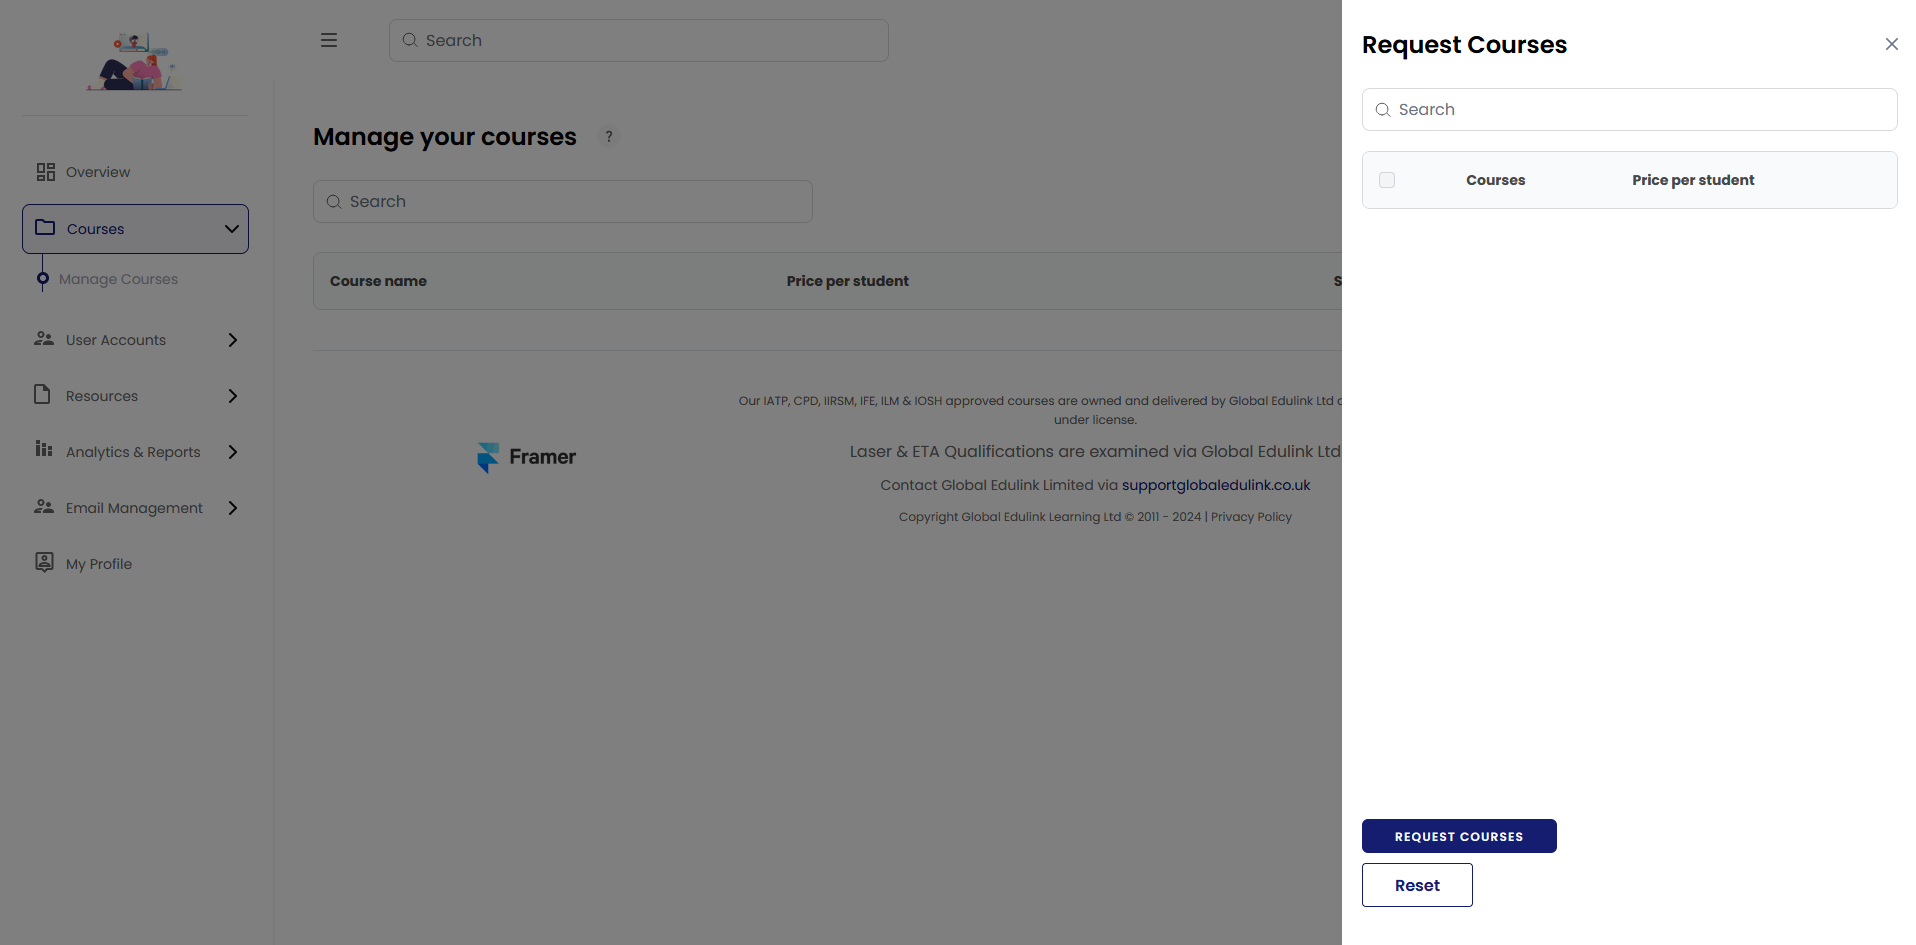 Search
Manage your courses ?
Search
Course name Price per student S
Overview
Courses
Manage Courses
User Accounts
Resources
Analytics & Reports
Email Management
My Profile
Framer
Our IATP, CPD, IIRSM, IFE, ILM & IOSH approved courses are owned and delivered by Global Edulink Ltd
under license.
Laser & ETA Qualifications are examined via Global Edulink Ltd
Contact Global Edulink Limited via supportglobaledulink.co.uk
Copyright Global Edulink Learning Ltd © 2011 - 2024 | Privacy Policy
Request Courses
Search
Courses Price per student
REQUEST COURSES
Reset